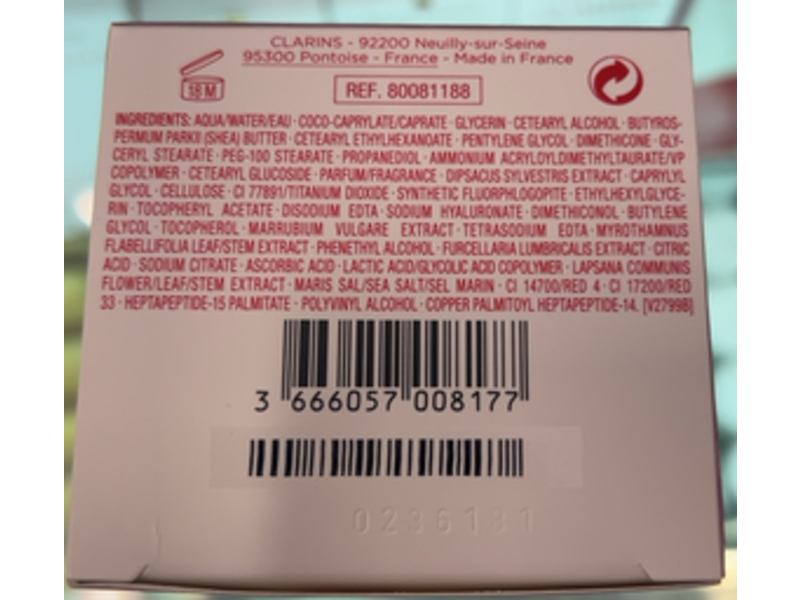 CLARINS - 92200 Neuilly-sur-Seine
95300 Pontoise - France - Made in France
18 M
REF. 80081188
INGREDIENTS: AQUA/WATER/EAU · COCO-CAPRYLATE/CAPRATE · GLYCERIN · CETEARYL ALCOHOL · BUTYROS-
PERMUM PARKII (SHEA) BUTTER · CETEARYL ETHYLHEXANOATE · PENTYLENE GLYCOL · DIMETHICONE · GLY-
CERYL STEARATE · PEG-100 STEARATE · PROPANEDIOL · AMMONIUM ACRYLOYLDIMETHYLTAURATE/VP
COPOLYMER · CETEARYL GLUCOSIDE · PARFUM/FRAGRANCE · DIPSACUS SYLVESTRIS EXTRACT · CAPRYLYL
GLYCOL · CELLULOSE · CI 77891/TITANIUM DIOXIDE · SYNTHETIC FLUORPHLOGOPITE · ETHYLHEXYLGLYCE-
RIN · TOCOPHERYL ACETATE · DISODIUM EDTA · SODIUM HYALURONATE · DIMETHICONOL · BUTYLENE
GLYCOL · TOCOPHEROL · MARRUBIUM VULGARE EXTRACT · TETRASODIUM EDTA · MYROTHAMNUS
FLABELLIFOLIA LEAF/STEM EXTRACT · PHENETHYL ALCOHOL · FURCELLARIA LUMBRICALIS EXTRACT · CITRIC
ACID · SODIUM CITRATE · ASCORBIC ACID · LACTIC ACID/GLYCOLIC ACID COPOLYMER · LAPSANA COMMUNIS
FLOWER/LEAF/STEM EXTRACT · MARIS SAL/SEA SALT/SEL MARIN · CI 14700/RED 4 · CI 17200/RED
33 · HEPTAPEPTIDE-15 PALMITATE · POLYVINYL ALCOHOL · COPPER PALMITOYL HEPTAPEPTIDE-14. [V2799B]
3 666057 008177